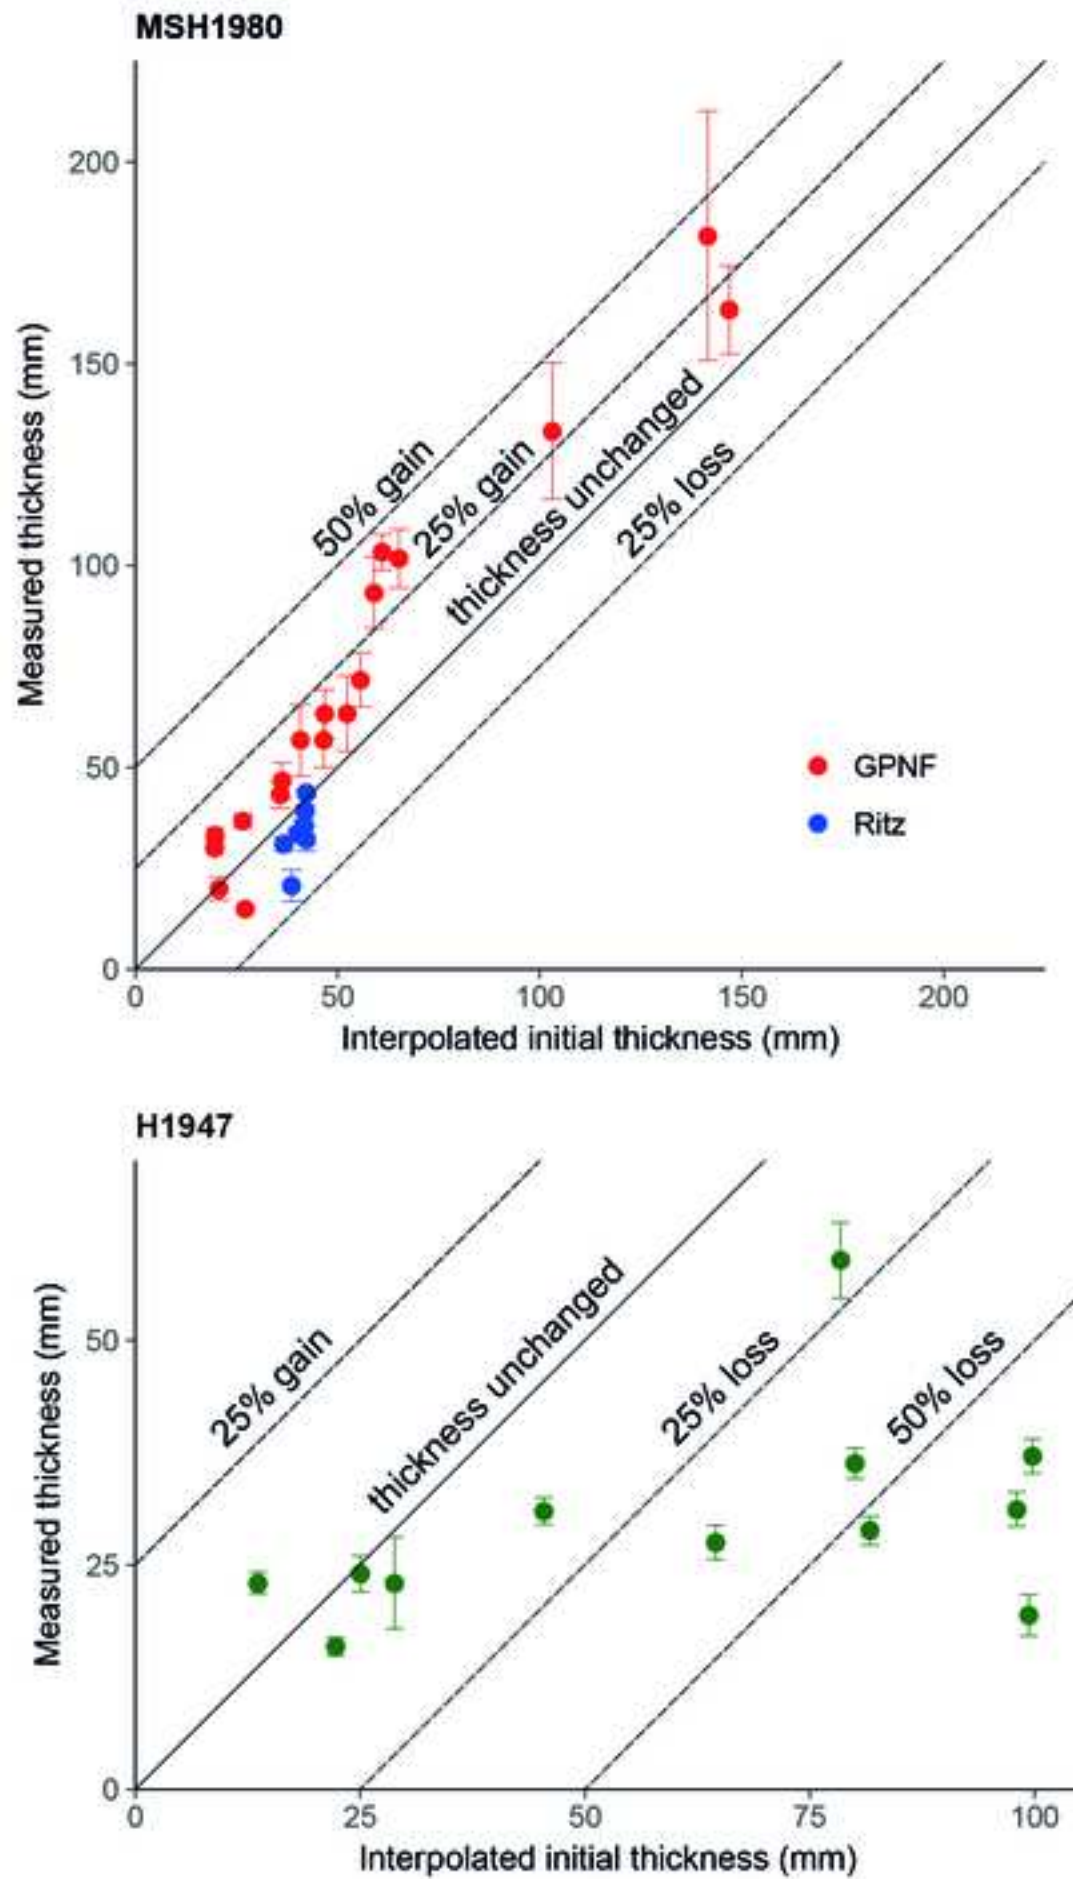 MSH1980
200
150
100
50
0
Measured thickness (mm)
50% gain
25% gain
thickness unchanged
25% loss
GPNF
Ritz
0 50 100 150 200
Interpolated initial thickness (mm)
H1947
50
25
0
Measured thickness (mm)
25% gain
thickness unchanged
25% loss
50% loss
0 25 50 75 100
Interpolated initial thickness (mm)